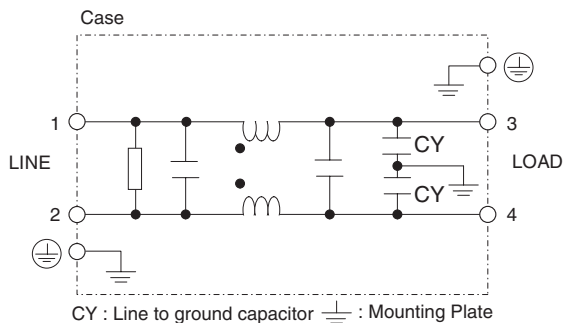 Case
1
3
CY
LINE
LOAD
CY
2
4
CY : Line to ground capacitor : Mounting Plate